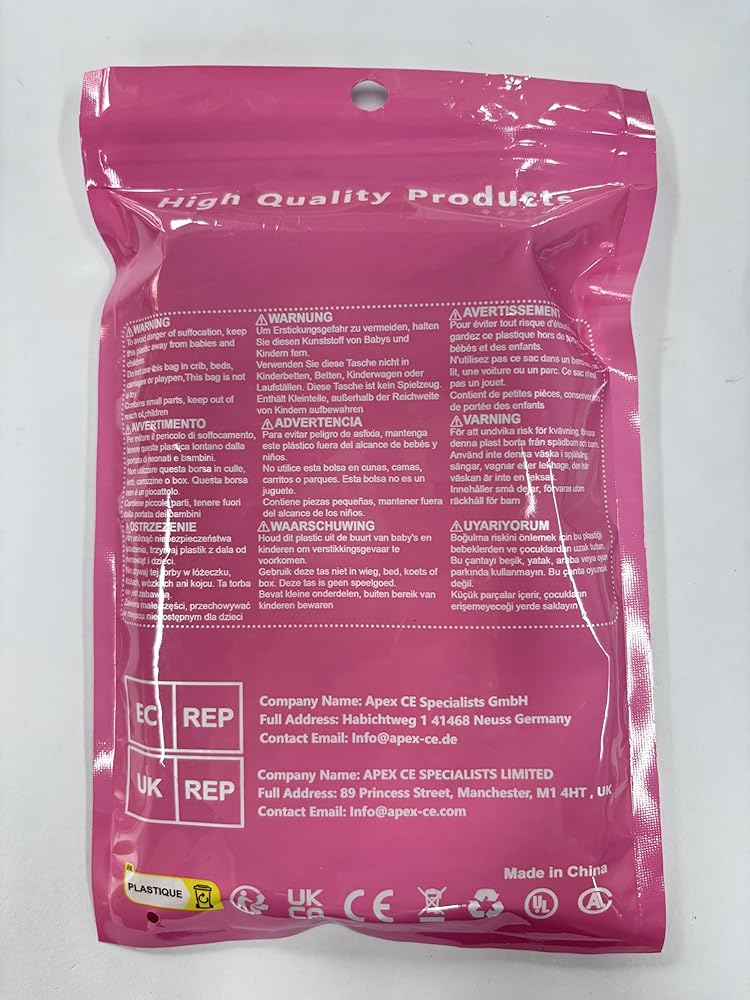 High Quality Products
WARNING
To avoid danger of suffocation, keep
this plastic away from babies and
children.
Do not use this bag in crib, beds,
carriages or playpen,This bag is not
a toy.
Contains small parts, keep out of
reach of children
WARNUNG
Um Erstickungsgefahr zu vermeiden, halten
Sie diesen Kunststoff von Babys und
Kindern fern.
Verwenden Sie diese Tasche nicht in
Kinderbetten, Betten, Kinderwagen oder
Laufställen. Diese Tasche ist kein Spielzeug.
Enthält Kleinteile, außerhalb der Reichweite
von Kindern aufbewahren
AVERTISSEMENT
Pour éviter tout risque
gardez ce plastique hors de
bébés et des enfants.
N'utilisez pas ce sac dans un
lit, une voiture ou un parc. Ce sac n'est
pas un jouet.
Contient de petites pièces,
de portée des enfants
AVVERTIMENTO
Per evitare il pericolo di soffocamento,
tenere questa plastica lontano dalla
portata di neonati e bambini.
Non utilizzare questa borsa in culle,
letti, carrozzine o box. Questa borsa
non è un giocattolo.
Contiene piccole parti, tenere fuori
dalla portata dei bambini
ADVERTENCIA
Para evitar peligro de asfixia, mantenga
este plástico fuera del alcance de bebés y
niños.
No utilice esta bolsa en cunas, camas,
carritos o parques. Esta bolsa no es un
juguete.
Contiene piezas pequeñas, mantener fuera
del alcance de los niños.
VARNING
För att undvika risk för kvävning, förvara
denna plast borta från spädbarn och barn.
Använd inte denna väska i spjälsäng,
sängar, vagnar eller lekhage, den här
väskan är inte en leksak.
Innehåller små delar, förvaras utom
räckhåll för barn
OSTRZEŻENIE
Aby uniknąć niebezpieczeństwa
uduszenia, trzymaj plastik z dala od
niemowląt i dzieci.
Nie używaj tej torby w łóżeczku,
łóżkach, wózkach ani kojcu. Ta torba
nie jest zabawką.
Zawiera małe części, przechowywać
w miejscu niedostępnym dla dzieci
WAARSCHUWING
Houd dit plastic uit de buurt van baby's en
kinderen om verstikkingsgevaar te
voorkomen.
Gebruik deze tas niet in wieg, bed, koets of
box. Deze tas is geen speelgoed.
Bevat kleine onderdelen, buiten bereik van
kinderen bewaren
UYARIYORUM
Boğulma riskini önlemek için bu plastiği
bebeklerden ve çocuklardan uzak tutun.
Bu çantayı beşik, yatak, araba veya oyun
parkında kullanmayın. Bu çanta oyuncak
değil.
Küçük parçalar içerir, çocukların
erişemeyeceği yerde saklayın
EC REP
Company Name: Apex CE Specialists GmbH
Full Address: Habichtweg 1 41468 Neuss Germany
Contact Email: Info@apex-ce.de
UK REP
Company Name: APEX CE SPECIALISTS LIMITED
Full Address: 89 Princess Street, Manchester, M1 4HT , UK
Contact Email: Info@apex-ce.com
Made in China
FR
PLASTIQUE
UK
CA
CE
UL